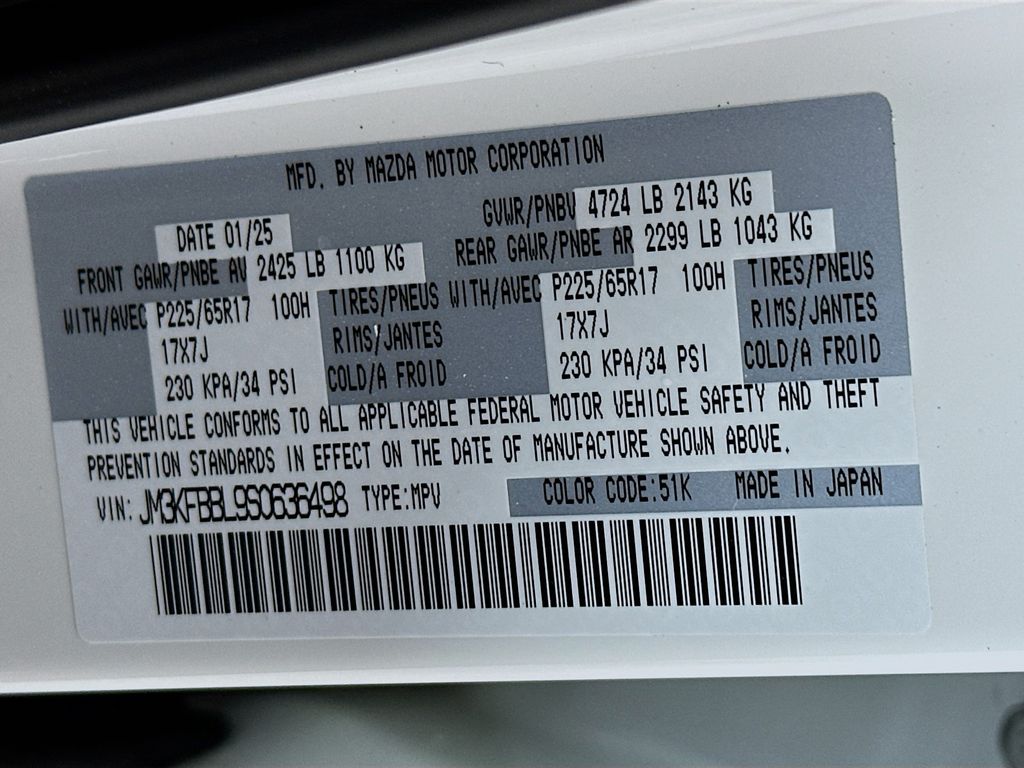 MFD. BY MAZDA MOTOR CORPORATION
DATE 01/25
GVWR/PNBV 4724 LB 2143 KG
FRONT GAWR/PNBE AV 2425 LB 1100 KG
REAR GAWR/PNBE AR 2299 LB 1043 KG
WITH/AVEC P225/65R17 100H TIRES/PNEUS
17X7J RIMS/JANTES
230 KPA/34 PSI COLD/A FROID
WITH/AVEC P225/65R17 100H TIRES/PNEUS
17X7J RIMS/JANTES
230 KPA/34 PSI COLD/A FROID
THIS VEHICLE CONFORMS TO ALL APPLICABLE FEDERAL MOTOR VEHICLE SAFETY AND THEFT
PREVENTION STANDARDS IN EFFECT ON THE DATE OF MANUFACTURE SHOWN ABOVE.
VIN: JM3KFBBL9S0636498 TYPE:MPV COLOR CODE:51K MADE IN JAPAN